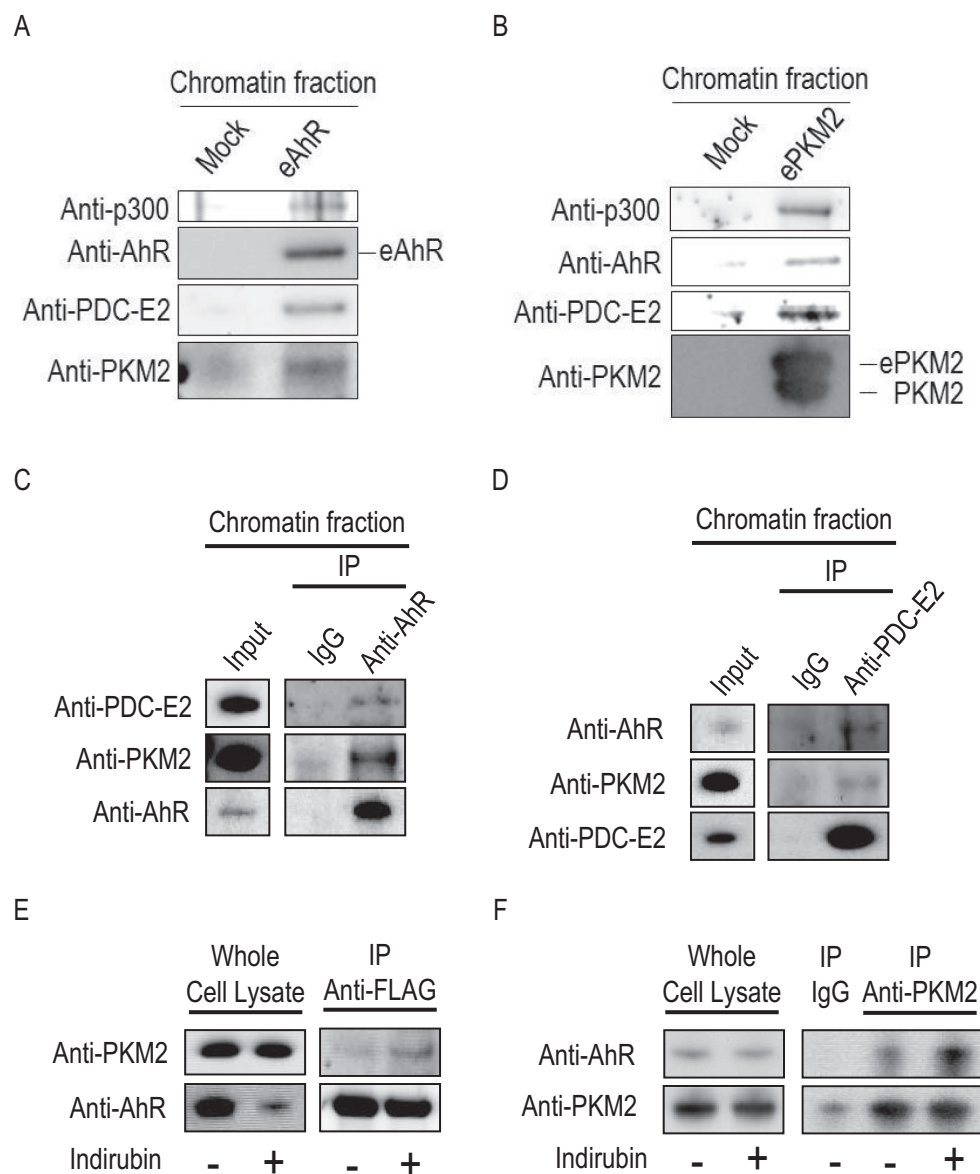 A
Chromatin fraction
Mock eAhR
Anti-p300
Anti-AhR eAhR
Anti-PDC-E2
Anti-PKM2
B
Chromatin fraction
Mock ePKM2
Anti-p300
Anti-AhR
Anti-PDC-E2
Anti-PKM2 ePKM2
PKM2
C
Chromatin fraction
IP
Input IgG Anti-AhR
Anti-PDC-E2
Anti-PKM2
Anti-AhR
D
Chromatin fraction
IP
Input IgG Anti-PDC-E2
Anti-AhR
Anti-PKM2
Anti-PDC-E2
E
Whole IP
Cell Lysate Anti-FLAG
Anti-PKM2
Anti-AhR
Indirubin - + - +
F
Whole IP IP
Cell Lysate IgG Anti-PKM2
Anti-AhR
Anti-PKM2
Indirubin - + - - +